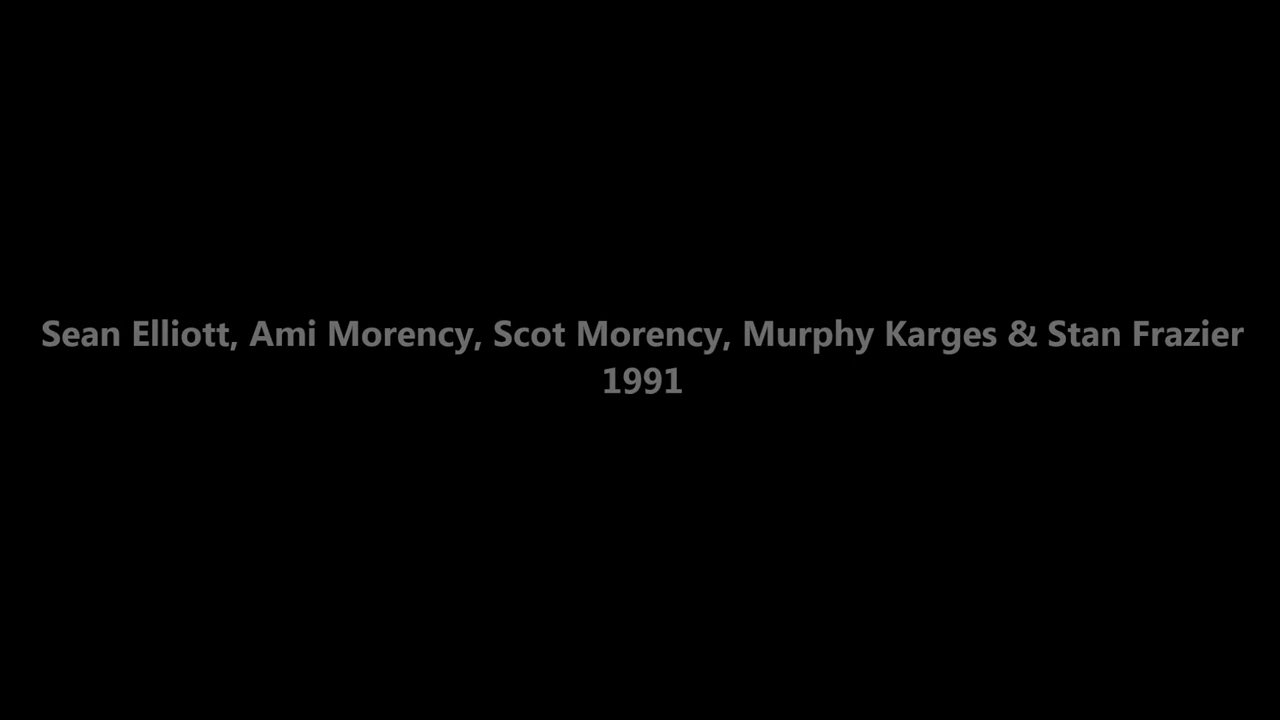 Sean Elliott, Ami Morency, Scot Morency, Murphy Karges & Stan Frazier
1991